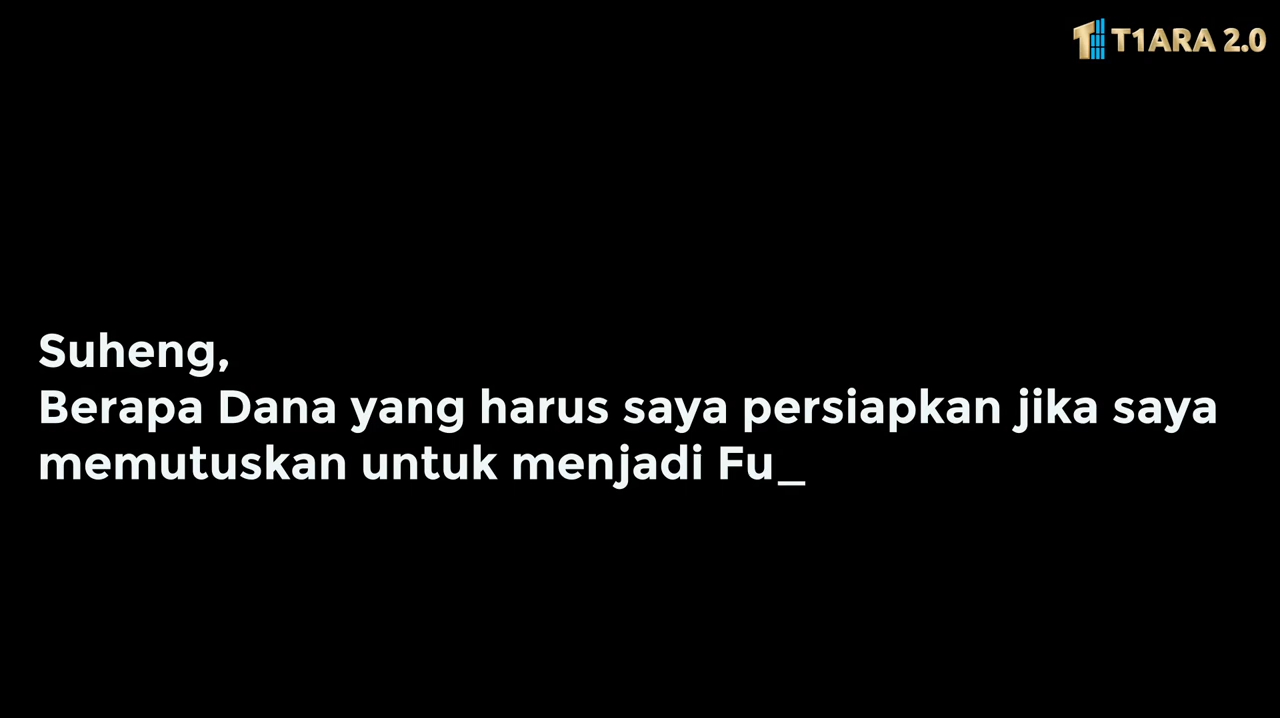 T1ARA 2.0
Suheng,
Berapa Dana yang harus saya persiapkan jika saya
memutuskan untuk menjadi Fu_